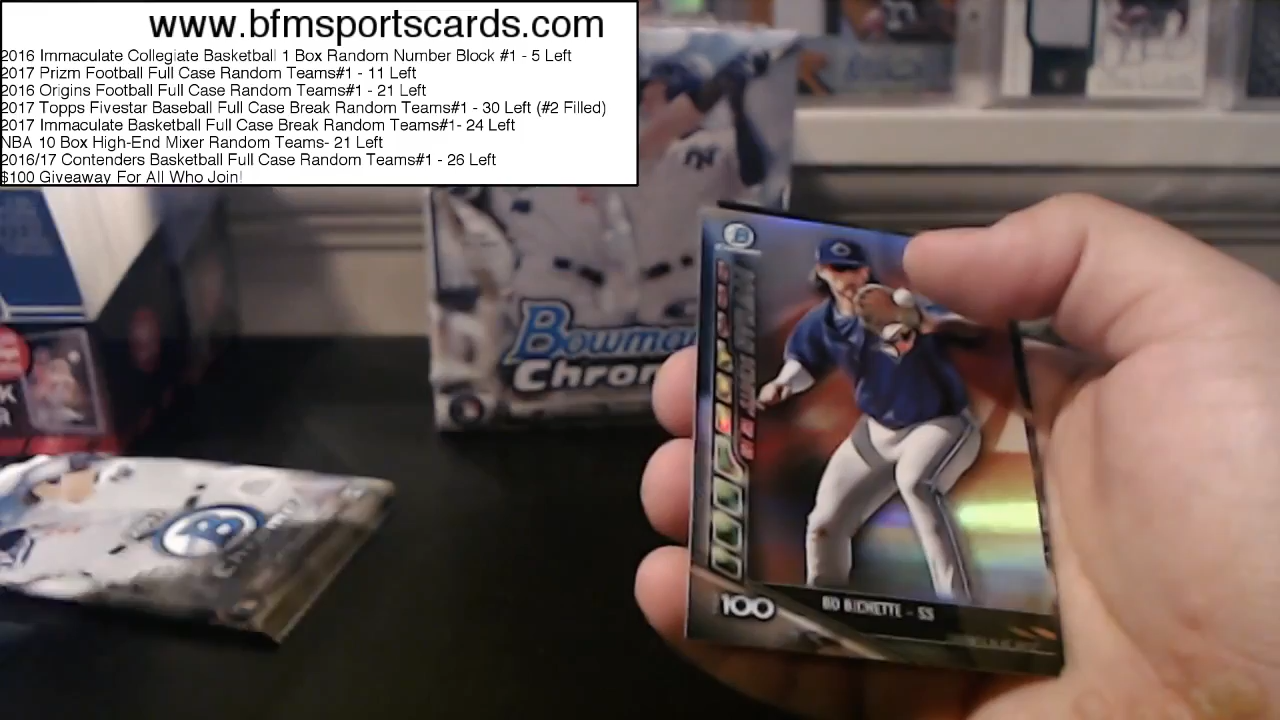 www.bfmsportscards.com
2016 Immaculate Collegiate Basketball 1 Box Random Number Block #1 - 5 Left
2017 Prizm Football Full Case Random Teams#1 - 11 Left
2016 Origins Football Full Case Random Teams#1 - 21 Left
2017 Topps Fivestar Baseball Full Case Break Random Teams#1 - 30 Left (#2 Filled)
2017 Immaculate Basketball Full Case Break Random Teams#1- 24 Left
NBA 10 Box High-End Mixer Random Teams- 21 Left
2016/17 Contenders Basketball Full Case Random Teams#1 - 26 Left
$100 Giveaway For All Who Join!
Bowma
Chro
B
B
100
BO BICHETTE - SS